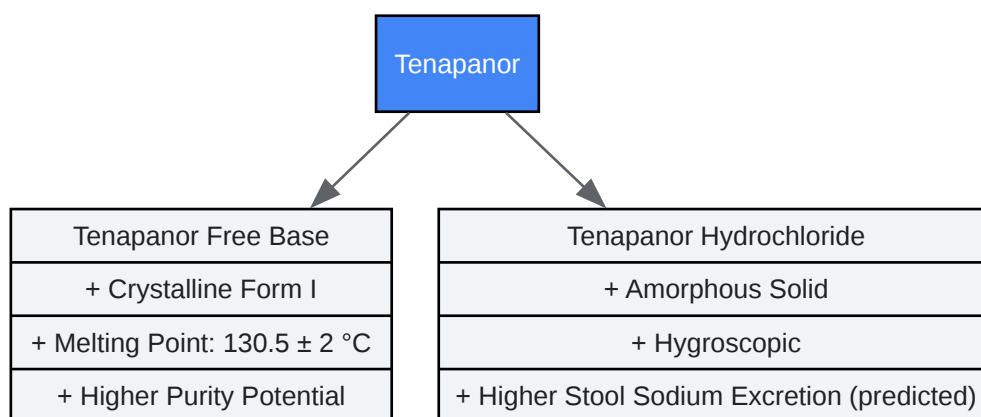 Tenapanor
Tenapanor Free Base
+ Crystalline Form I
+ Melting Point: 130.5 ± 2 °C
+ Higher Purity Potential
Tenapanor Hydrochloride
+ Amorphous Solid
+ Hygroscopic
+ Higher Stool Sodium Excretion (predicted)